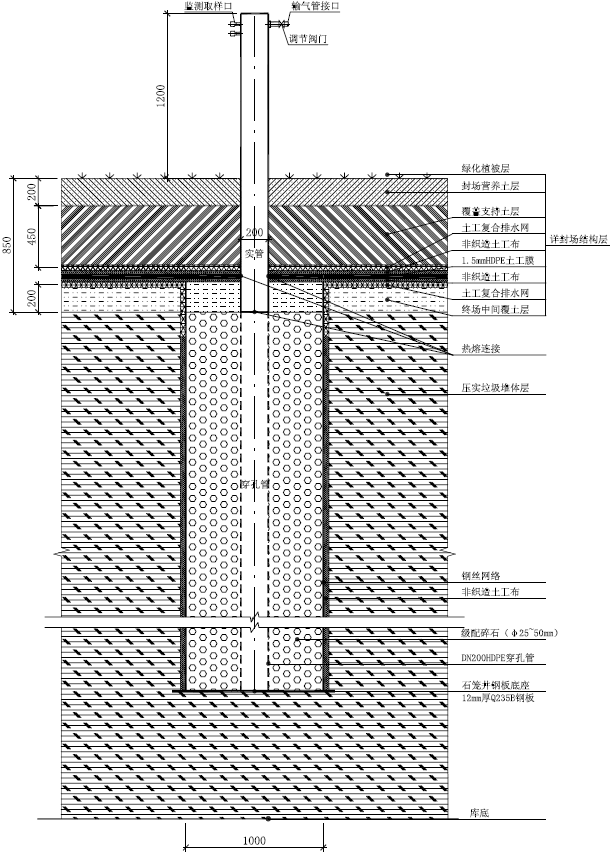 监测取样口
输气管接口
调节阀门
1200
绿化植被层
封场营养土层
200
覆盖支持土层
土工复合排水网
详封场结构层
非织造土工布
850
450
200
实管
1.5mmHDPE土工膜
非织造土工布
土工复合排水网
200
终场中间覆土层
热熔连接
压实垃圾堆体层
穿孔管
钢丝网络
非织造土工布
级配碎石（φ25~50mm）
DN200HDPE穿孔管
石笼井钢板底座
12mm厚Q235B钢板
库底
1000